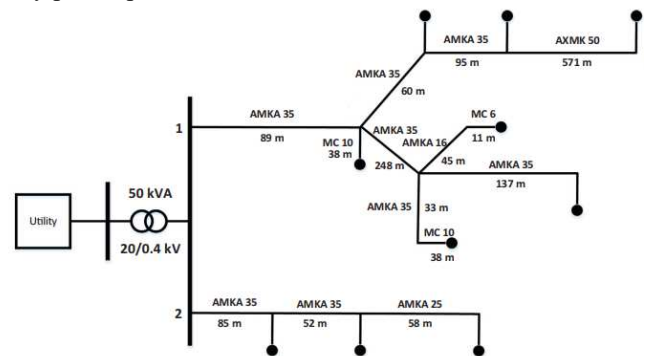 AMKA 35
AXMK 50
95 m
571 m
AMKA 35
60 m
AMKA 35
89 m
1
MC 10
38 m
AMKA 35
248 m
AMKA 16
45 m
MC 6
11 m
AMKA 35
137 m
AMKA 35
33 m
MC 10
38 m
Utility
50 kVA
20/0.4 kV
2
AMKA 35
AMKA 35
AMKA 25
85 m
52 m
58 m